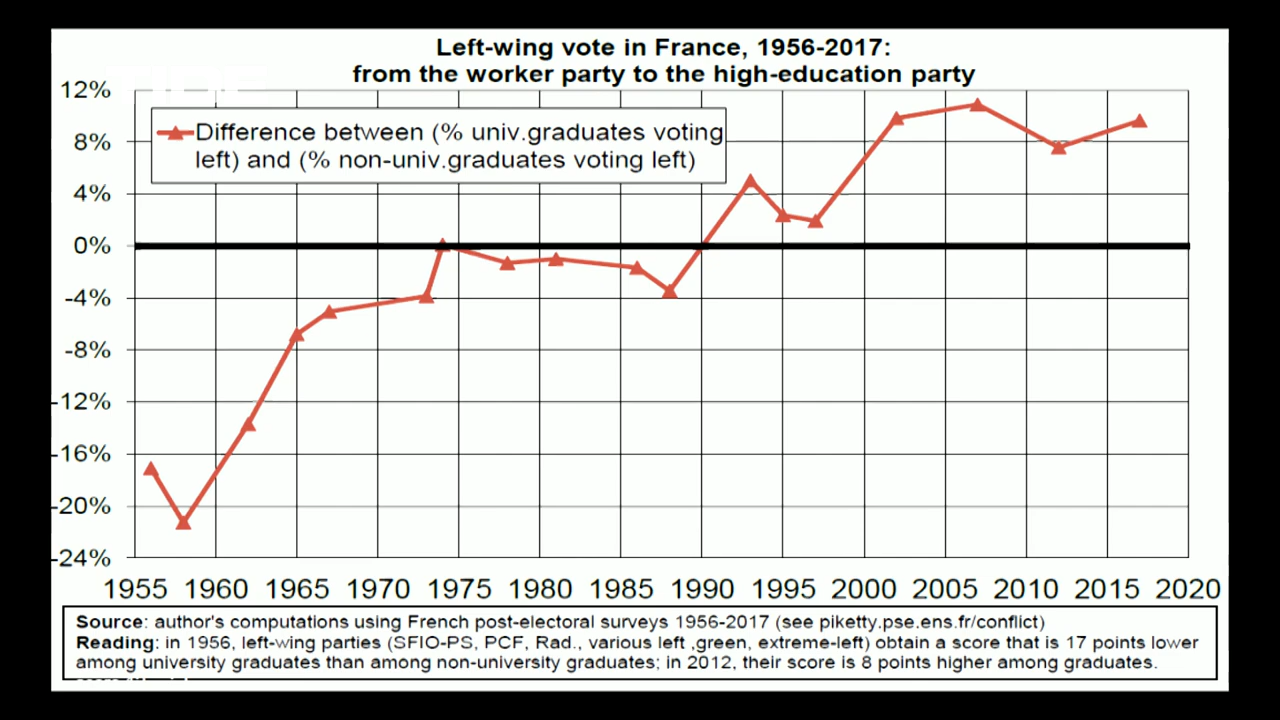 Left-wing vote in France, 1956-2017:
from the worker party to the high-education party
12%
8%
4%
0%
-4%
-8%
-12%
-16%
-20%
-24%
Difference between (% univ.graduates voting
left) and (% non-univ.graduates voting left)
1955 1960 1965 1970 1975 1980 1985 1990 1995 2000 2005 2010 2015 2020
Source: author's computations using French post-electoral surveys 1956-2017 (see piketty.pse.ens.fr/conflict)
Reading: in 1956, left-wing parties (SFIO-PS, PCF, Rad., various left ,green, extreme-left) obtain a score that is 17 points lower
among university graduates than among non-university graduates; in 2012, their score is 8 points higher among graduates.